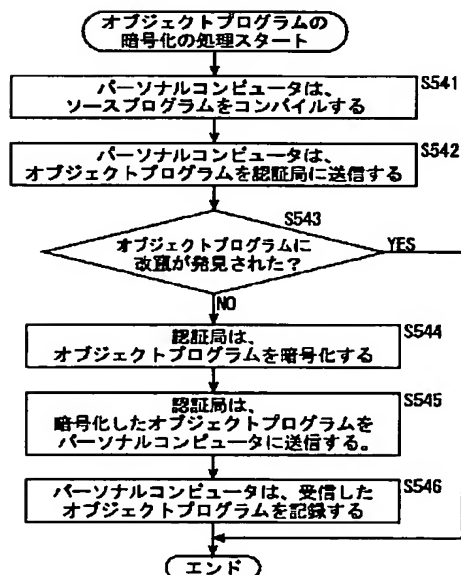 オブジェクトプログラムの
暗号化の処理スタート
S541
パーソナルコンピュータは、
ソースプログラムをコンパイルする
S542
パーソナルコンピュータは、
オブジェクトプログラムを認証局に送信する
S543
オブジェクトプログラムに
改竄が発見された？
YES
NO
S544
認証局は、
オブジェクトプログラムを暗号化する
S545
認証局は、
暗号化したオブジェクトプログラムを
パーソナルコンピュータに送信する。
S546
パーソナルコンピュータは、受信した
オブジェクトプログラムを記録する
エンド